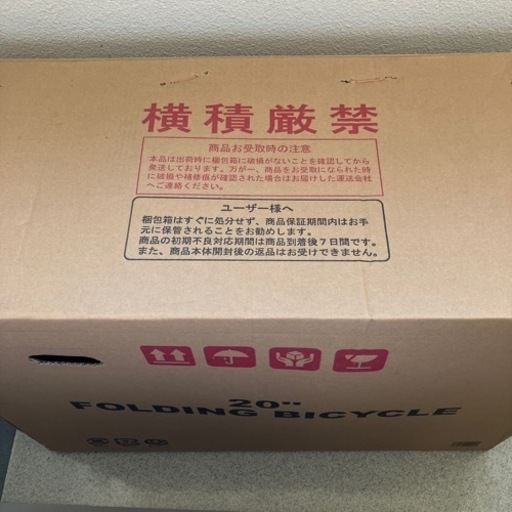 横積厳禁
商品お受取時の注意
本品は出荷時に梱包箱に破損がないことを確認してから
発送しております。万が一、商品をお受取になられた時
に破損や補修痕が確認された場合はお届けした運送会社
へご連絡ください。
ユーザー様へ
梱包箱はすぐに処分せず、商品保証期間内はお手
元に保管されることをお勧めします。
商品の初期不良対応期間は商品到着後7日間です。
また、商品本体開封後の返品はお受けできません。
20"
FOLDING BICYCLE